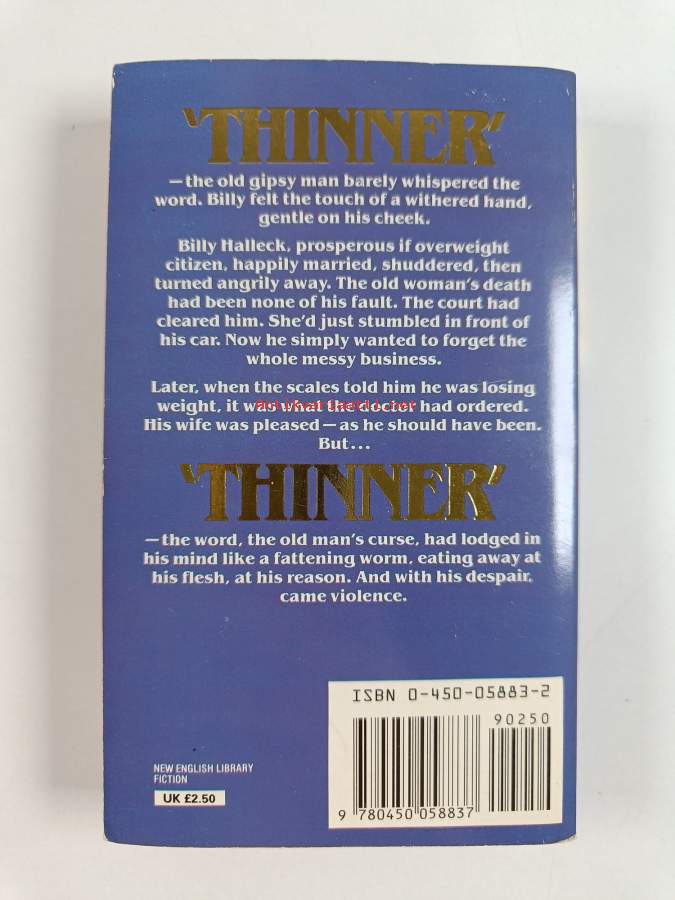 'THINNER'
—the old gipsy man barely whispered the
word. Billy felt the touch of a withered hand,
gentle on his cheek.
Billy Halleck, prosperous if overweight
citizen, happily married, shuddered, then
turned angrily away. The old woman's death
had been none of his fault. The court had
cleared him. She'd just stumbled in front of
his car. Now he simply wanted to forget the
whole messy business.
Later, when the scales told him he was losing
weight, it was what the doctor had ordered.
antikvariaatti.net
His wife was pleased—as he should have been.
But...
'THINNER'
—the word, the old man's curse, had lodged in
his mind like a fattening worm, eating away at
his flesh, at his reason. And with his despair,
came violence.
ISBN 0-450-05883-2
90250
NEW ENGLISH LIBRARY
FICTION
UK £2.50
9 780450 058837